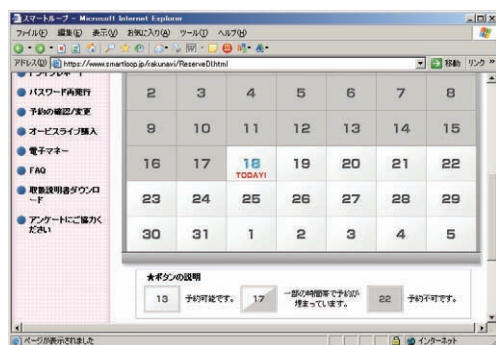 スマートループ - Microsoft Internet Explorer
ファイル(F) 編集(E) 表示(V) お気に入り(A) ツール(T) ヘルプ(H)
アドレス(D) https://www.smartloop.jp/rakunavi/ReserveDI.html 移動 リンク »
パスワード再発行
予約の確認/変更
オービスライブ購入
電子マネー
FAQ
取扱説明書ダウンロ
ード
アンケートにご協力く
ださい
2 3 4 5 6 7 8
9 10 11 12 13 14 15
16 17 18 19 20 21 22
TODAY!
23 24 25 26 27 28 29
30 31 1 2 3 4 5
★ボタンの説明
13 予約可能です。 17 一部の時間帯で予約が 22 予約不可です。
埋まっています。
ページが表示されました インターネット